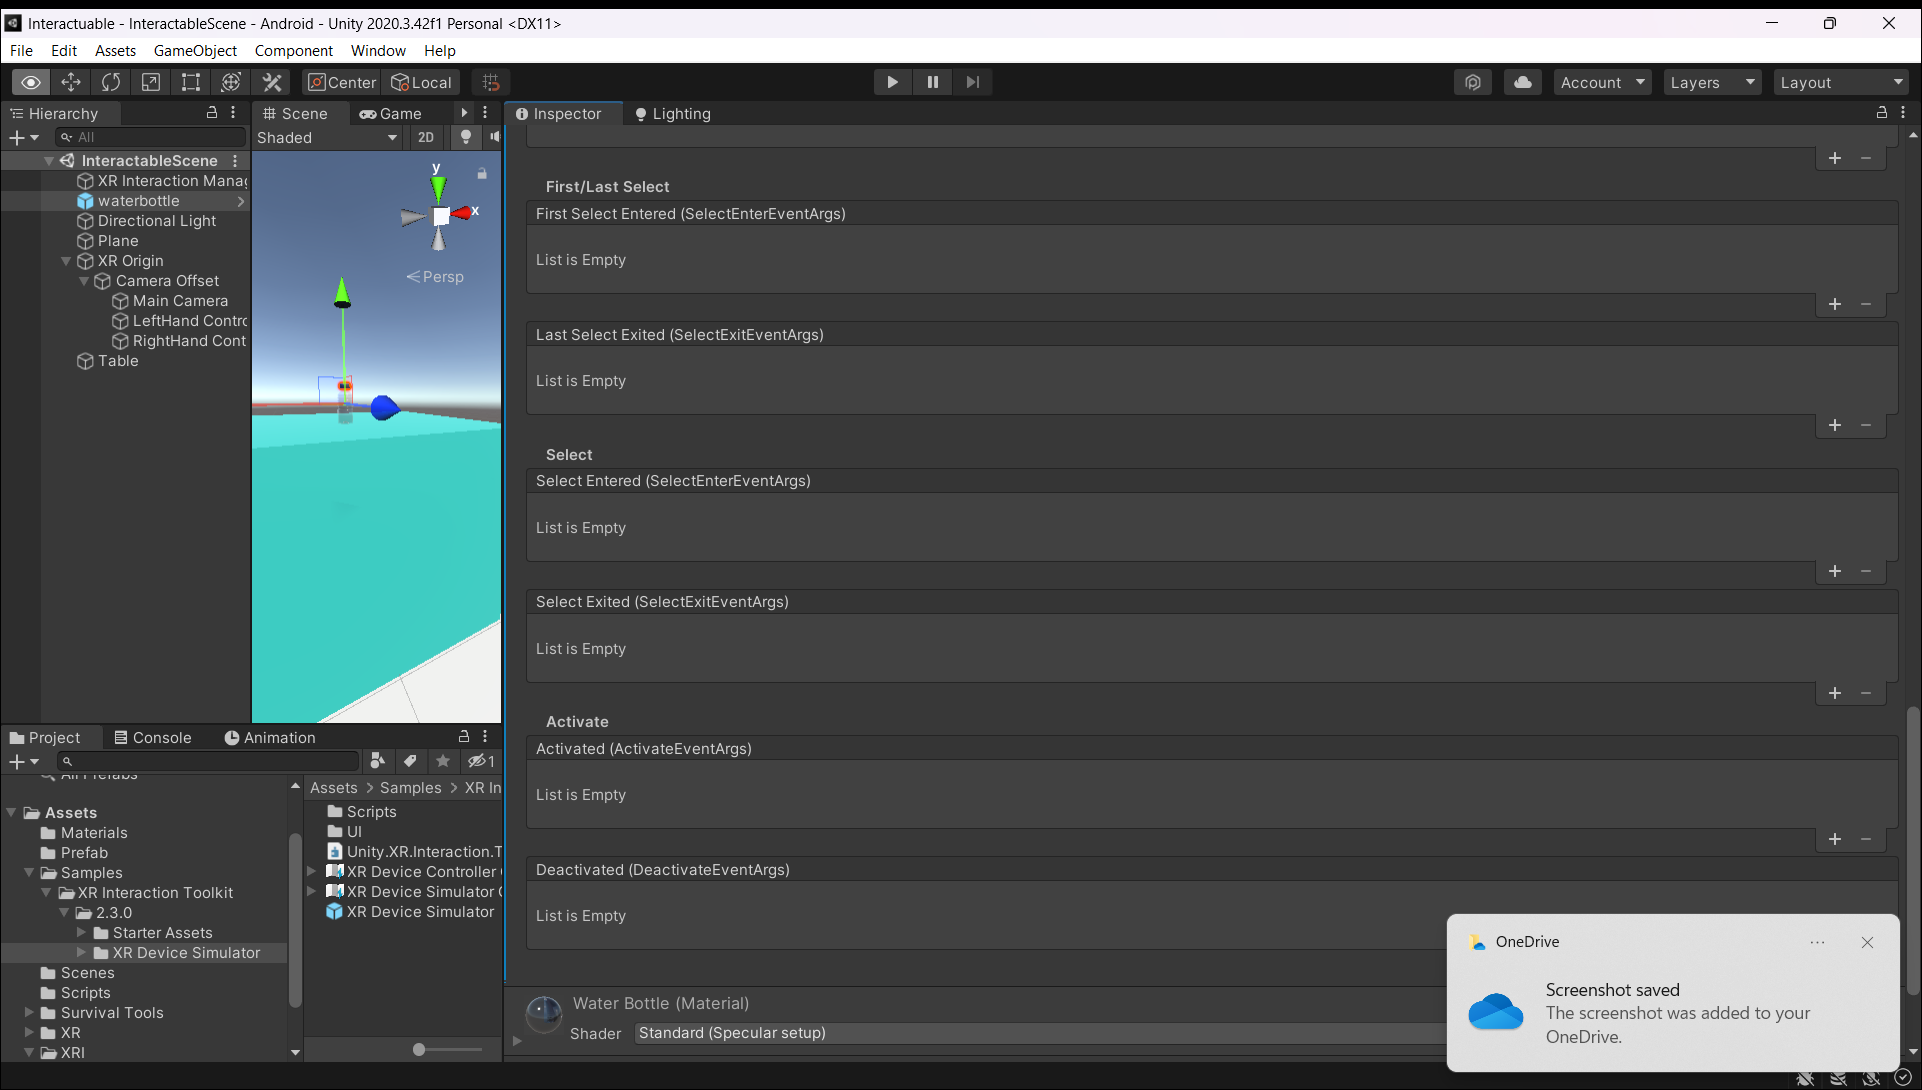 Interactuable - InteractableScene - Android - Unity 2020.3.42f1 Personal <DX11>
File Edit Assets GameObject Component Window Help
Center Local Account Layers Layout
Hierarchy
All
InteractableScene
XR Interaction Manag
waterbottle
Directional Light
Plane
XR Origin
Camera Offset
Main Camera
LeftHand Contro
RightHand Cont
Table
Scene Game
Shaded 2D
y
x
Persp
Inspector Lighting
First/Last Select
First Select Entered (SelectEnterEventArgs)
List is Empty
Last Select Exited (SelectExitEventArgs)
List is Empty
Select
Select Entered (SelectEnterEventArgs)
List is Empty
Select Exited (SelectExitEventArgs)
List is Empty
Activate
Activated (ActivateEventArgs)
List is Empty
Deactivated (DeactivateEventArgs)
List is Empty
Water Bottle (Material)
Shader Standard (Specular setup)
Project Console Animation
1
All Prefabs
Assets
Materials
Prefab
Samples
XR Interaction Toolkit
2.3.0
Starter Assets
XR Device Simulator
Scenes
Scripts
Survival Tools
XR
XRI
Assets > Samples > XR In
Scripts
UI
Unity.XR.Interaction.T
XR Device Controller
XR Device Simulator C
XR Device Simulator
OneDrive
Screenshot saved
The screenshot was added to your
OneDrive.